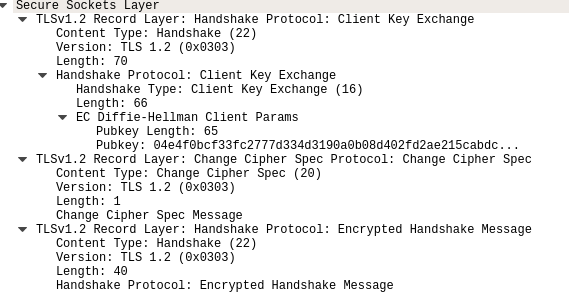 Secure Sockets Layer
TLSv1.2 Record Layer: Handshake Protocol: Client Key Exchange
Content Type: Handshake (22)
Version: TLS 1.2 (0x0303)
Length: 70
Handshake Protocol: Client Key Exchange
Handshake Type: Client Key Exchange (16)
Length: 66
EC Diffie-Hellman Client Params
Pubkey Length: 65
Pubkey: 04e4f0bcf33fc2777d334d3190a0b08d402fd2ae215cabdc...
TLSv1.2 Record Layer: Change Cipher Spec Protocol: Change Cipher Spec
Content Type: Change Cipher Spec (20)
Version: TLS 1.2 (0x0303)
Length: 1
Change Cipher Spec Message
TLSv1.2 Record Layer: Handshake Protocol: Encrypted Handshake Message
Content Type: Handshake (22)
Version: TLS 1.2 (0x0303)
Length: 40
Handshake Protocol: Encrypted Handshake Message